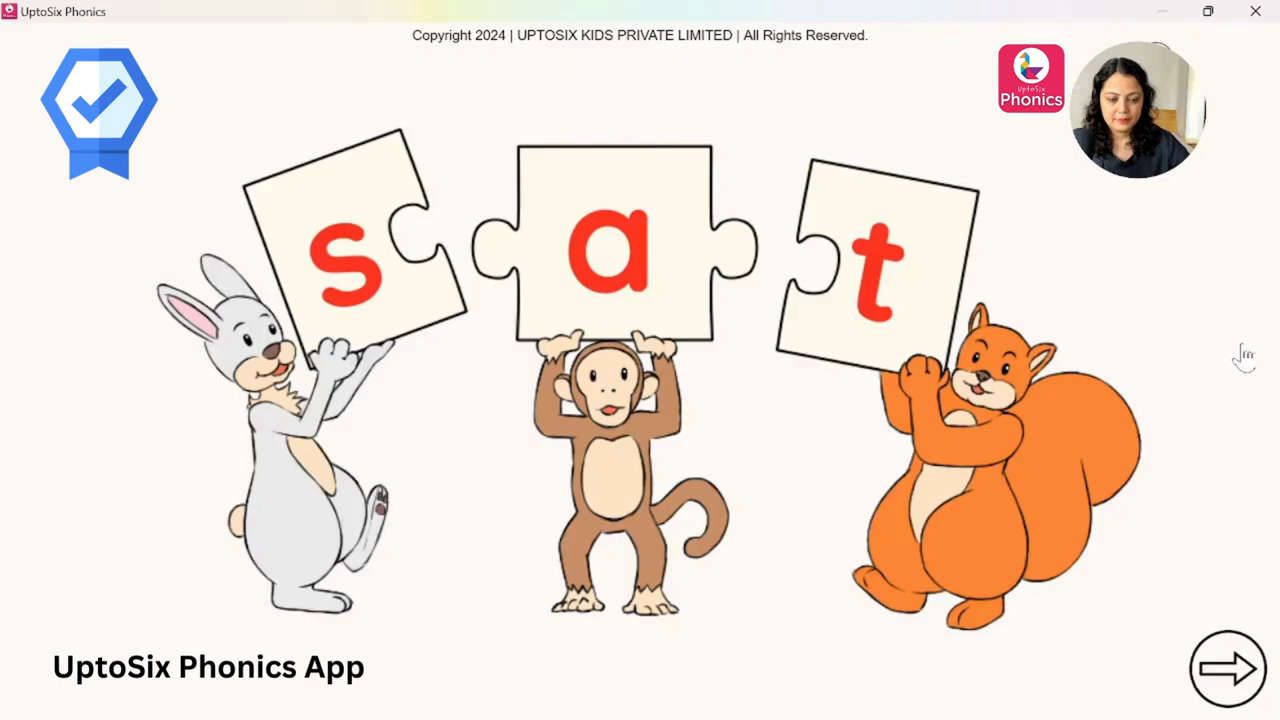 UptoSix Phonics
Copyright 2024 | UPTOSIX KIDS PRIVATE LIMITED | All Rights Reserved.
UptoSix
Phonics
s a t
UptoSix Phonics App